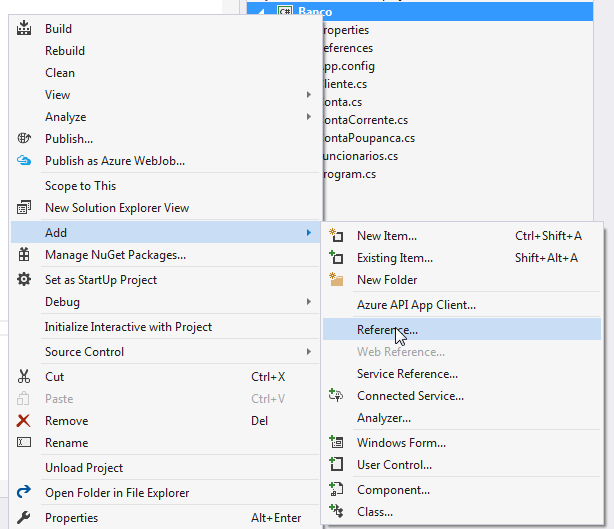 C# Banco
Build
Rebuild
Clean
View
Analyze
Publish...
Publish as Azure WebJob...
Scope to This
New Solution Explorer View
Add
Manage NuGet Packages...
Set as StartUp Project
Debug
Initialize Interactive with Project
Source Control
Cut Ctrl+X
Paste Ctrl+V
Remove Del
Rename
Unload Project
Open Folder in File Explorer
Properties Alt+Enter
roperties
eferences
pp.config
liente.cs
onta.cs
ontaCorrente.cs
ontaPoupanca.cs
uncionarios.cs
rogram.cs
New Item... Ctrl+Shift+A
Existing Item... Shift+Alt+A
New Folder
Azure API App Client...
Reference...
Web Reference...
Service Reference...
Connected Service...
Analyzer...
Windows Form...
User Control...
Component...
Class...